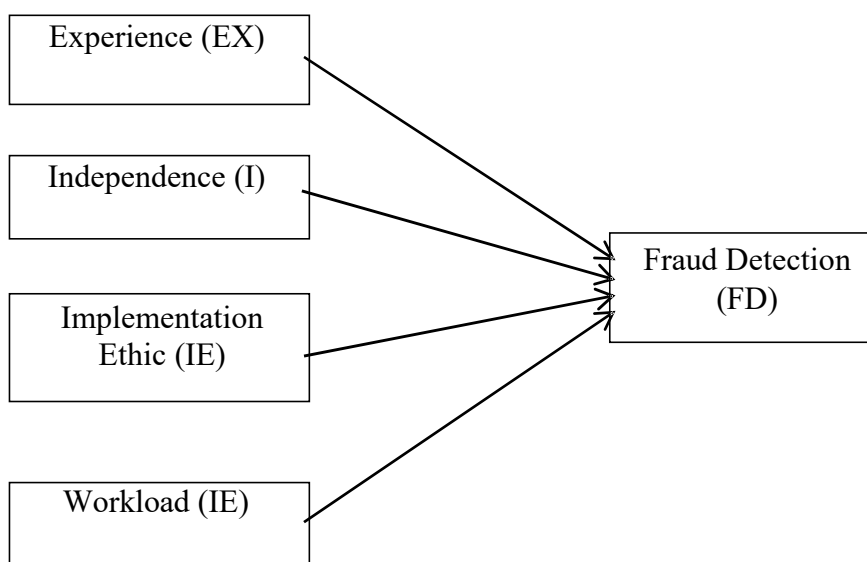 Experience (EX)
Independence (I)
Implementation
Ethic (IE)
Workload (IE)
Fraud Detection
(FD)